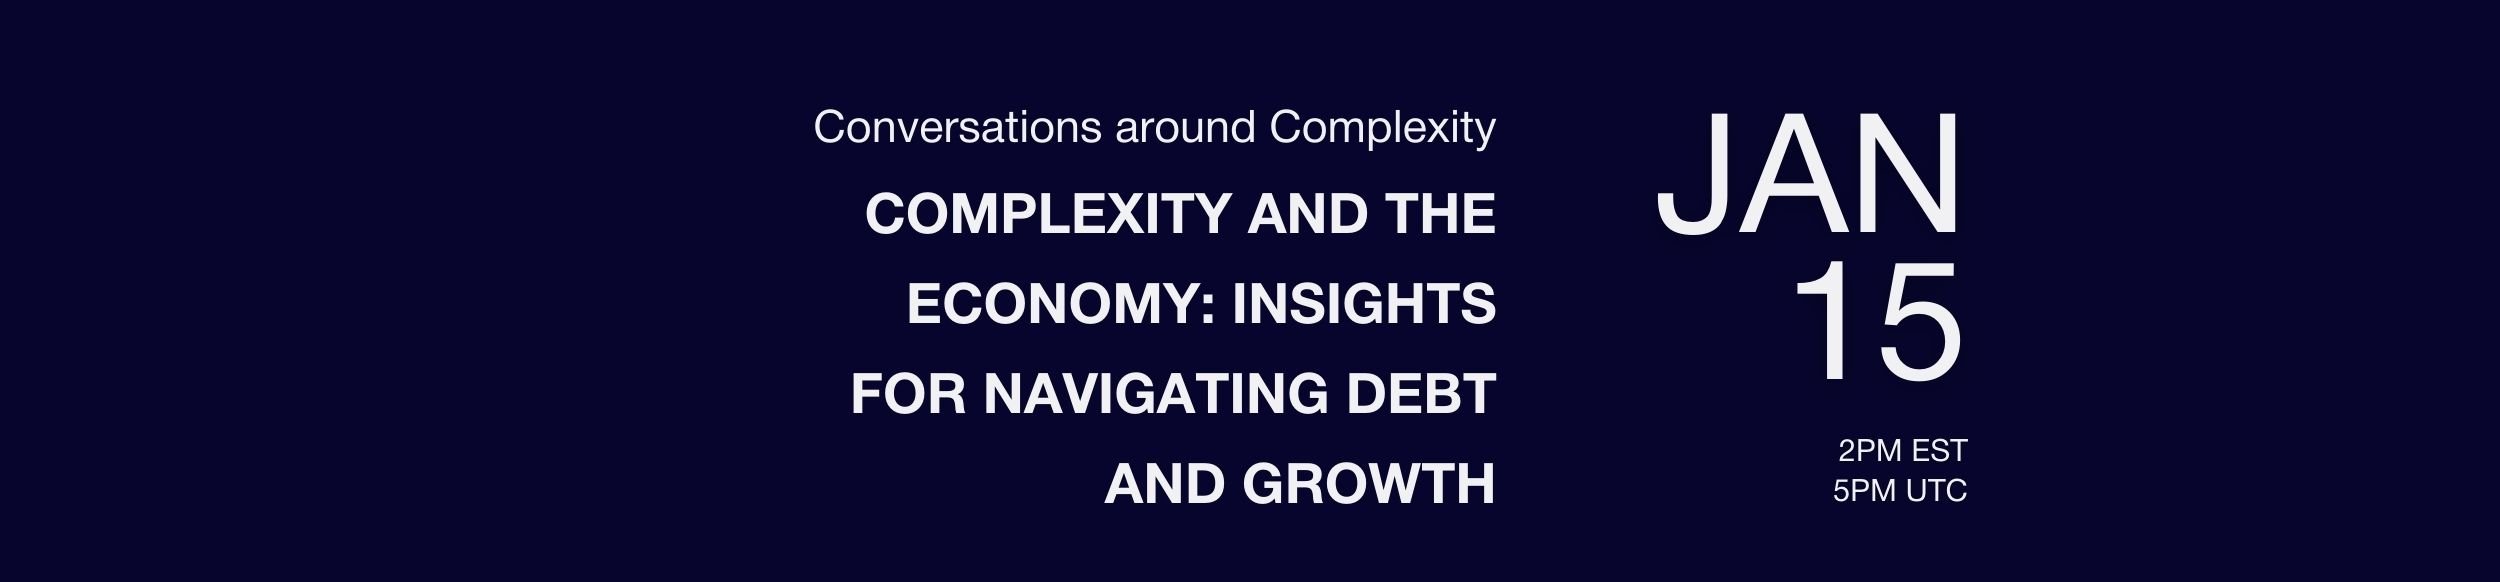 Conversations around Complexity
COMPLEXITY AND THE
ECONOMY: INSIGHTS
FOR NAVIGATING DEBT
AND GROWTH
JAN
15
2PM EST
5PM UTC